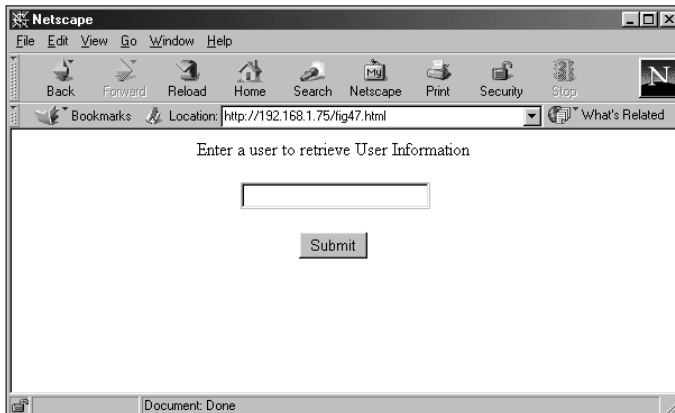 Netscape
File Edit View Go Window Help
Back Forward Reload Home Search Netscape Print Security Stop
My
N
Bookmarks Location: http://192.168.1.75/fig47.html What's Related
Enter a user to retrieve User Information
Submit
Document: Done